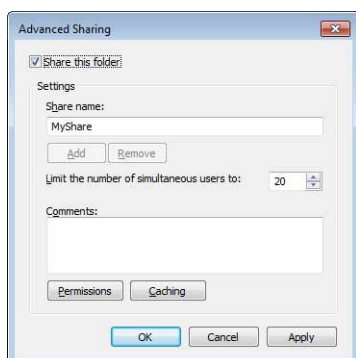 Advanced Sharing
Share this folder
Settings
Share name:
MyShare
Add Remove
Limit the number of simultaneous users to: 20
Comments:
Permissions Caching
OK Cancel Apply